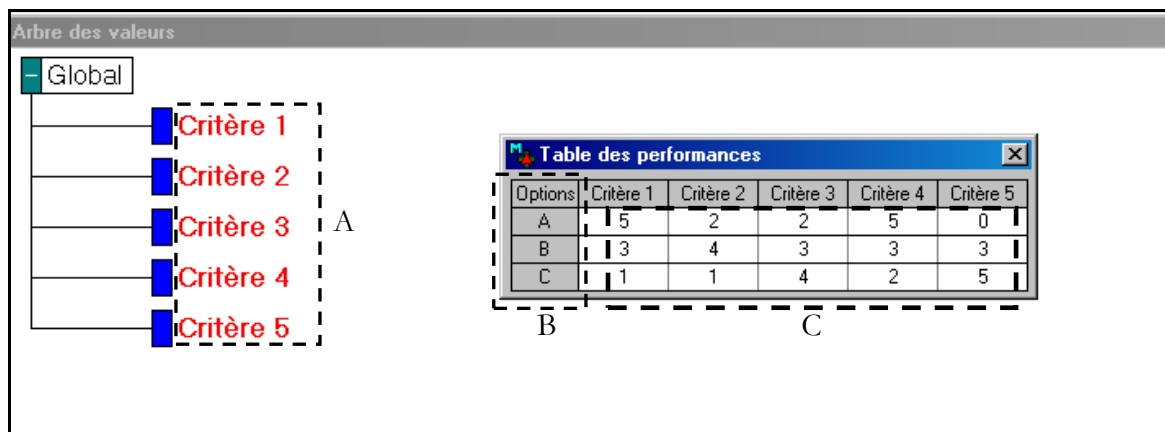 Arbre des valeurs
Global
Critère 1
Critère 2
Critère 3
Critère 4
Critère 5
A
Table des performances
Options Critère 1 Critère 2 Critère 3 Critère 4 Critère 5
A 5 2 2 5 0
B 3 4 3 3 3
C 1 1 4 2 5
B C